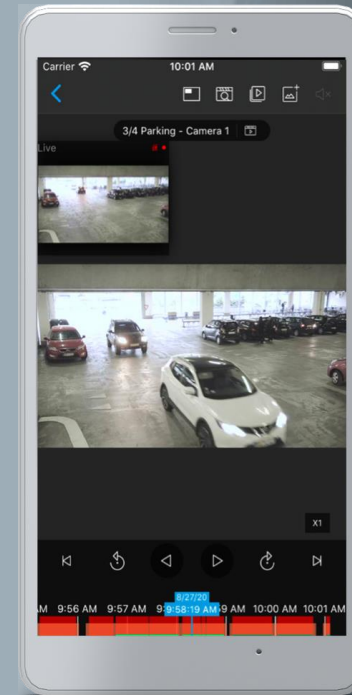 Carrier
10:01 AM
3/4 Parking - Camera 1
Live
X1
8/27/20
9:56 AM 9:57 AM 9:58:19 AM 10:00 AM 10:01 AM